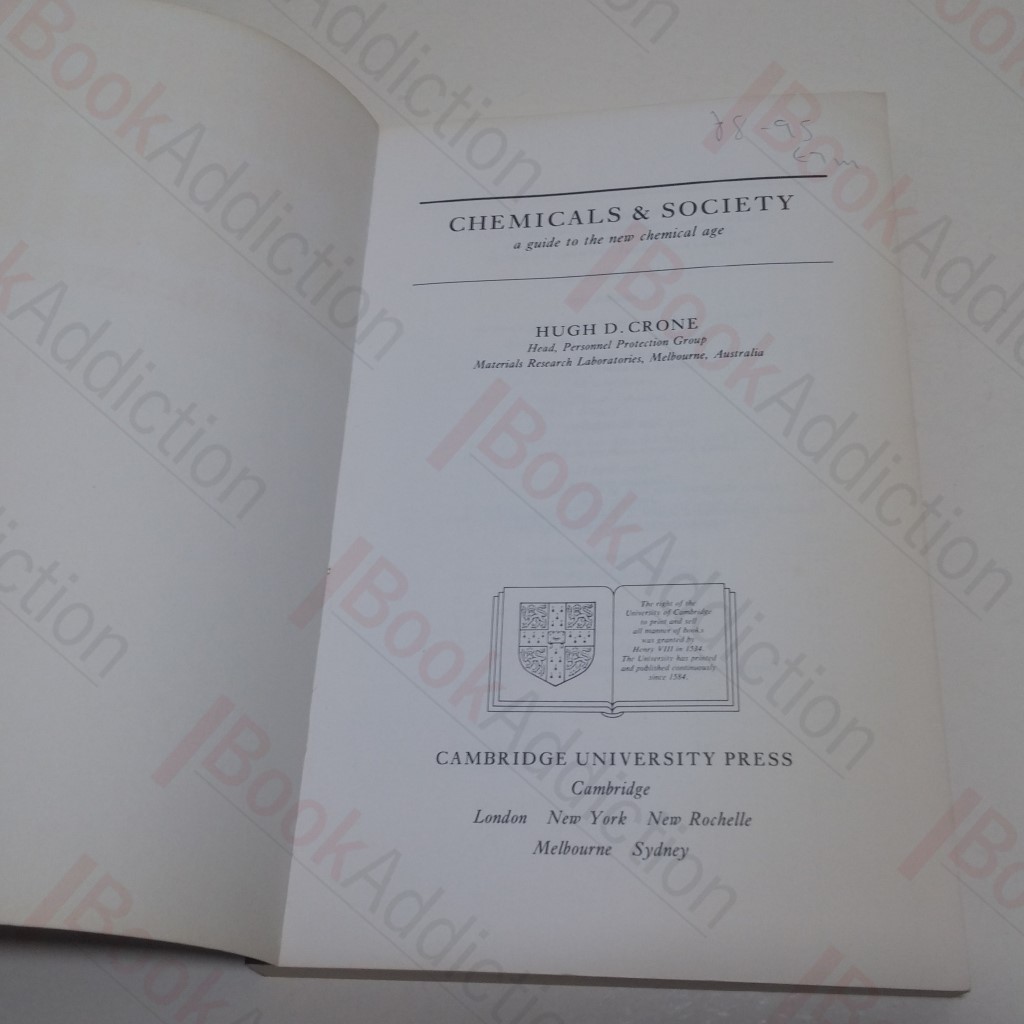 CHEMICALS & SOCIETY
a guide to the new chemical age
HUGH D. CRONE
Head, Personnel Protection Group
Materials Research Laboratories, Melbourne, Australia
The right of the
University of Cambridge
to print and sell
all manner of books
was granted by
Henry VIII in 1534.
The University has printed
and published continuously
since 1584.
CAMBRIDGE UNIVERSITY PRESS
Cambridge
London New York New Rochelle
Melbourne Sydney
BookAddiction